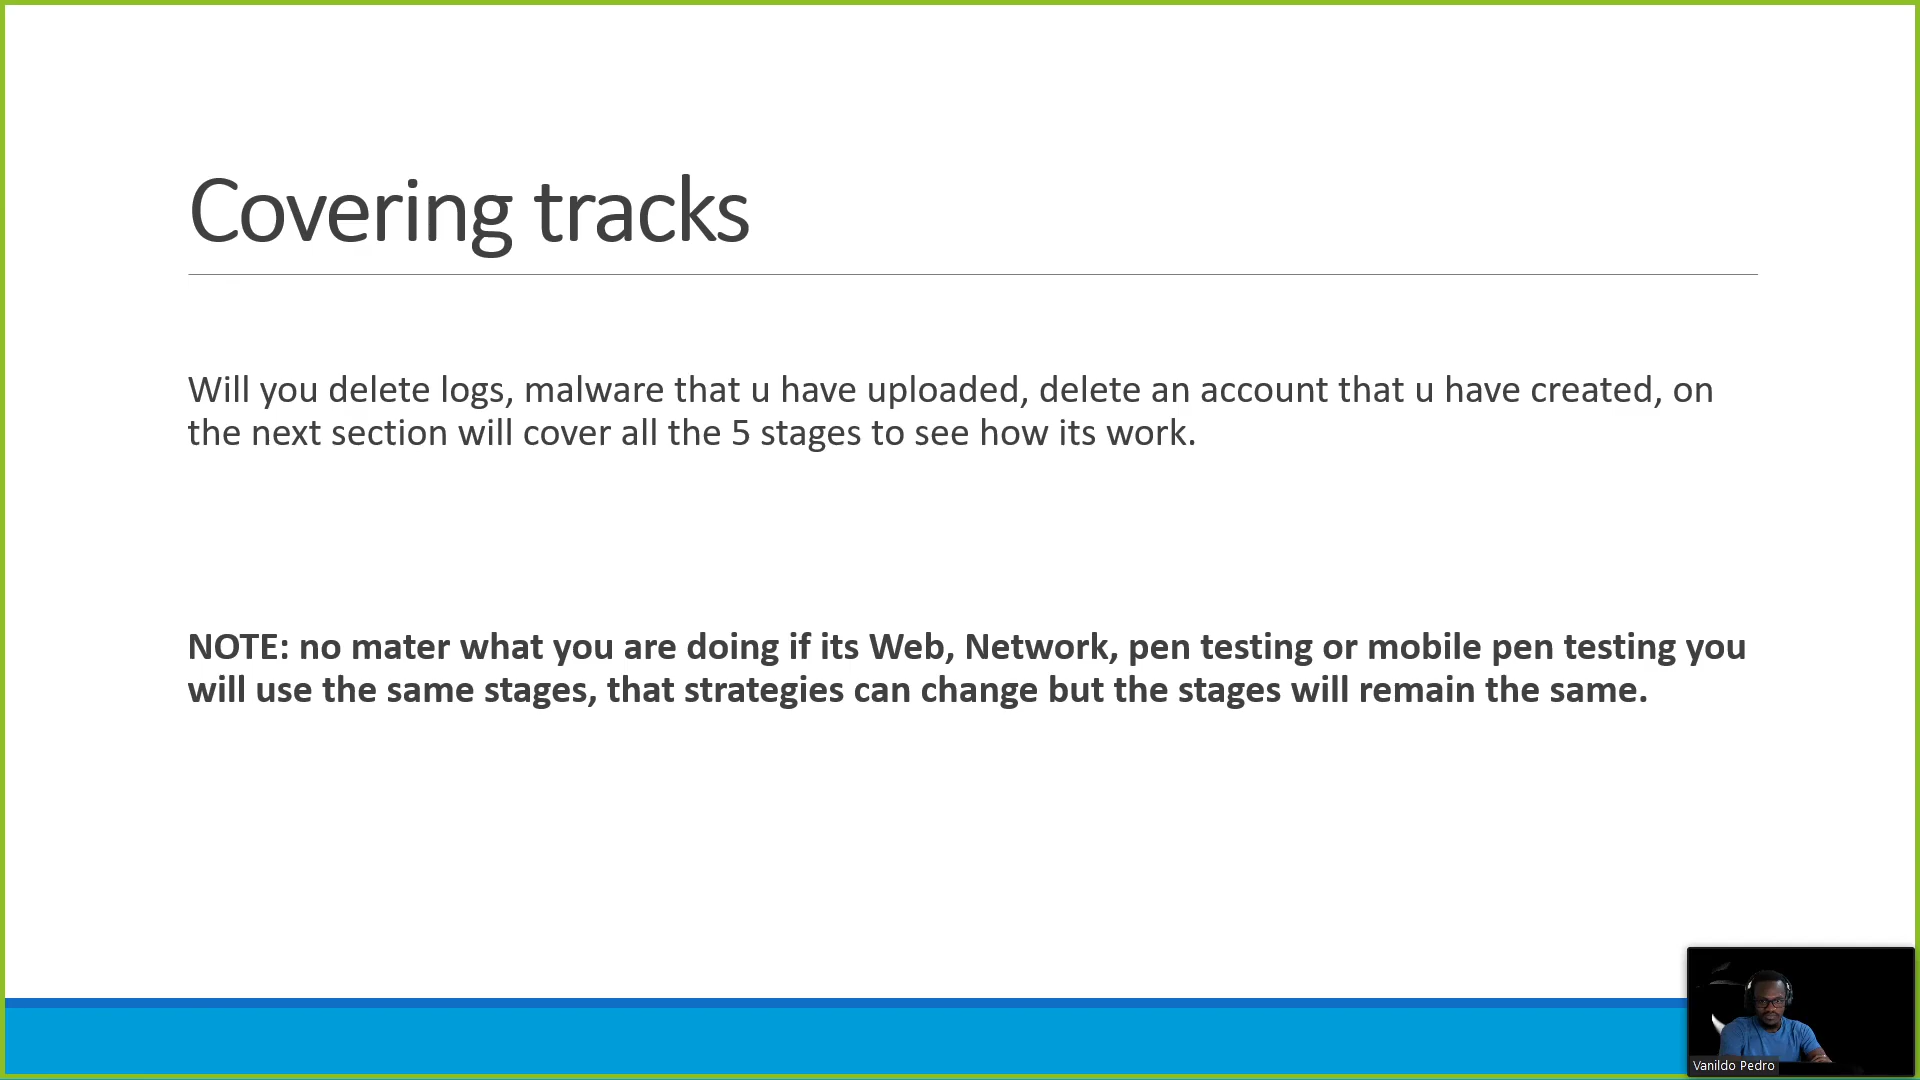 Covering tracks
Will you delete logs, malware that u have uploaded, delete an account that u have created, on
the next section will cover all the 5 stages to see how its work.
NOTE: no mater what you are doing if its Web, Network, pen testing or mobile pen testing you
will use the same stages, that strategies can change but the stages will remain the same.
Vanildo Pedro